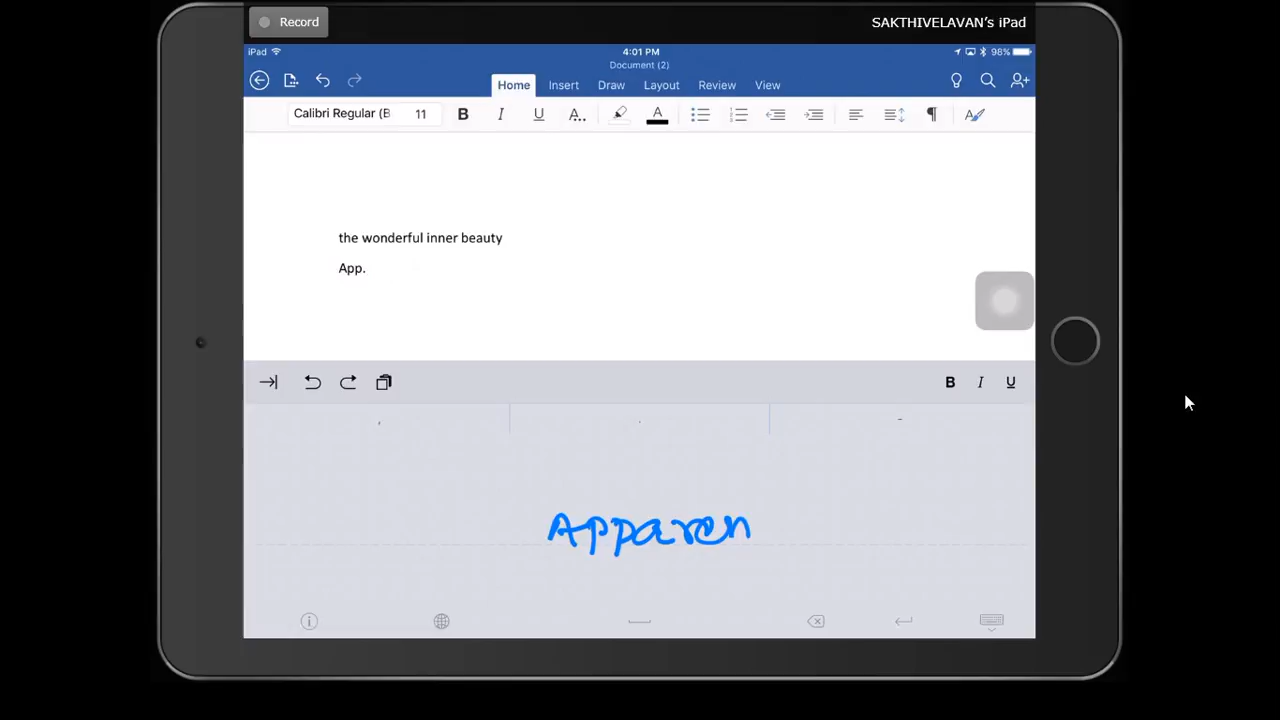 Record
SAKTHIVELAVAN's iPad
iPad 4:01 PM 98%
Document (2)
Home Insert Draw Layout Review View
Calibri Regular (B 11 B I U A.. A
the wonderful inner beauty
App.
B I U
, . -
Apparen